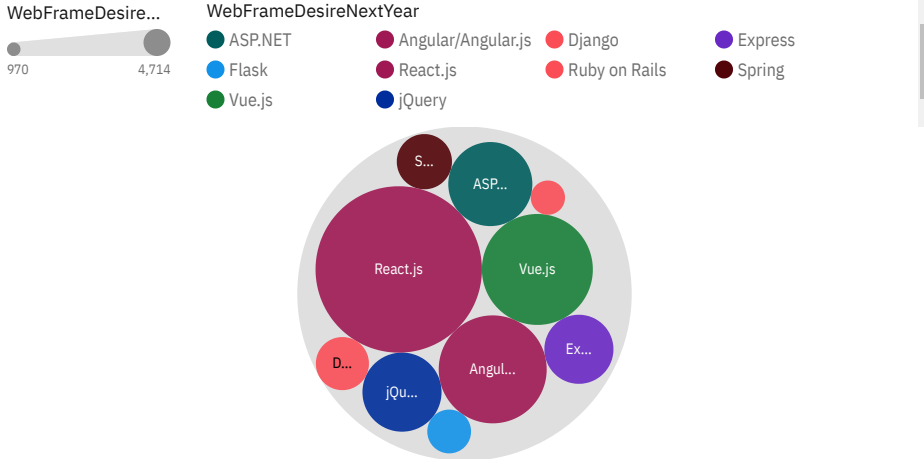 WebFrameDesire...
970 4,714
WebFrameDesireNextYear
ASP.NET Angular/Angular.js Django Express
Flask React.js Ruby on Rails Spring
Vue.js jQuery
S...
ASP...
React.js
Vue.js
Ex...
D...
Angul...
jQu...